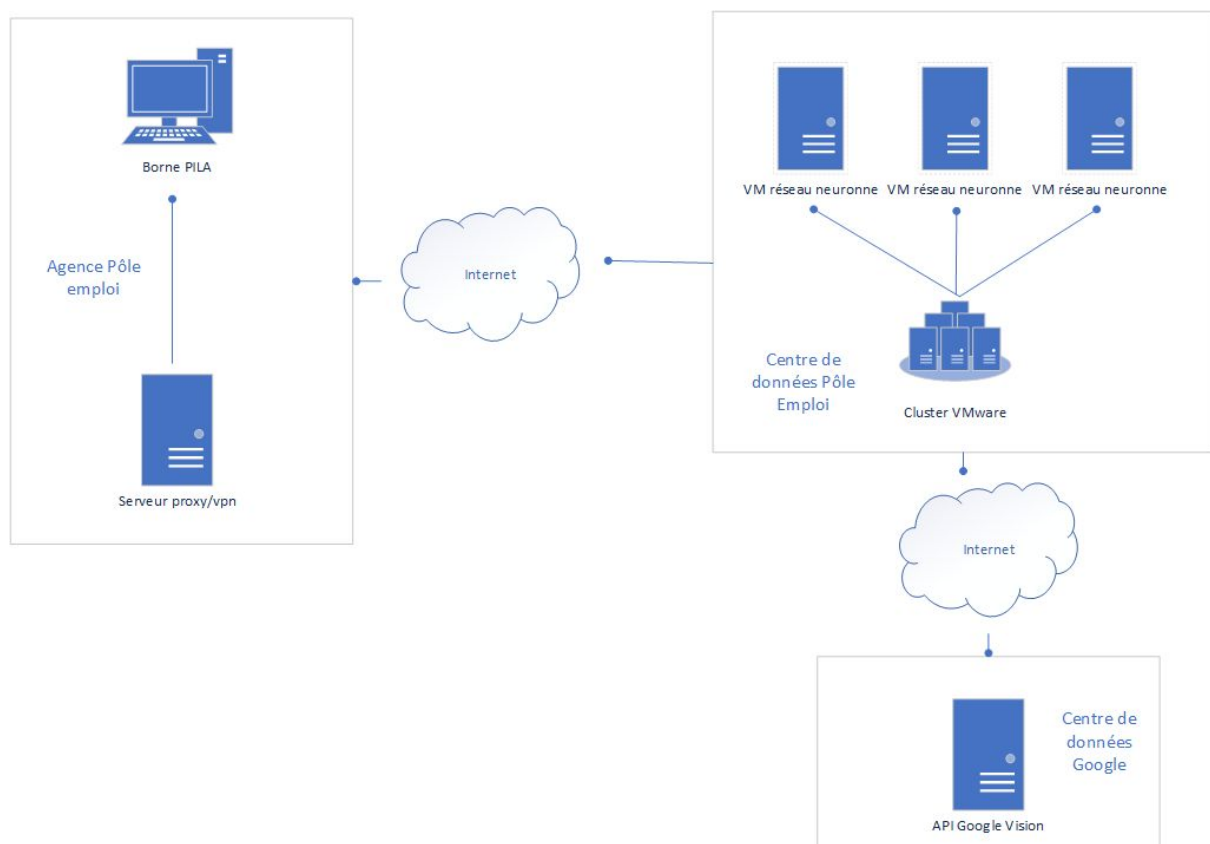 Borne PILA
Agence Pôle
emploi
Serveur proxy/vpn
Internet
VM réseau neuronne
VM réseau neuronne
VM réseau neuronne
Centre de
données Pôle
Emploi
Cluster VMware
Internet
Centre de
données
Google
API Google Vision